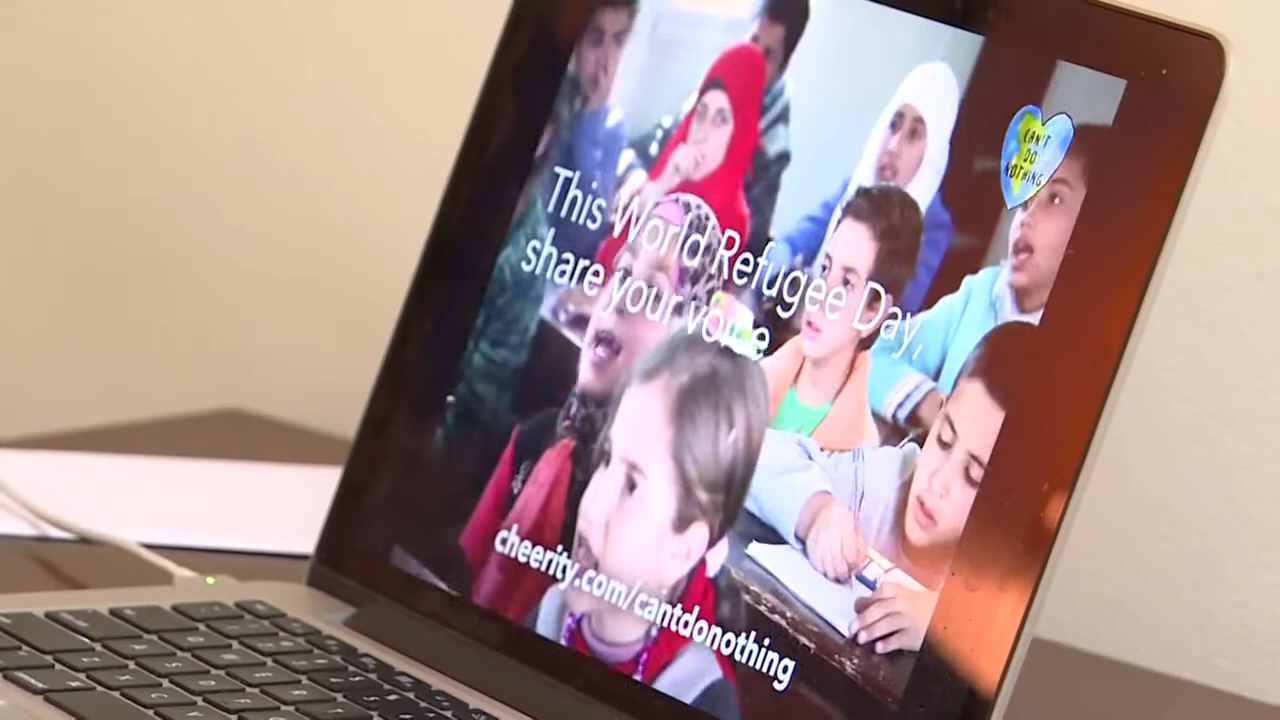 This World Refugee Day,
share your voice
CAN'T
DO
NOTHING
cheerity.com/cantdonothing